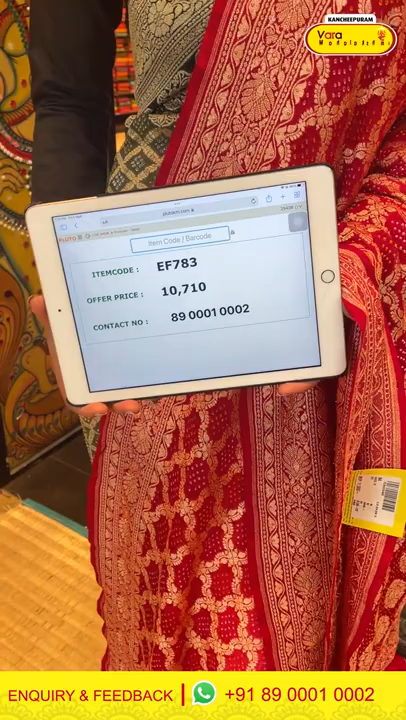 KANCHEEPURAM
Vara
Item Code / Barcode
ITEMCODE : EF783
OFFER PRICE : 10,710
CONTACT NO : 89 0001 0002
ENQUIRY & FEEDBACK | +91 89 0001 0002